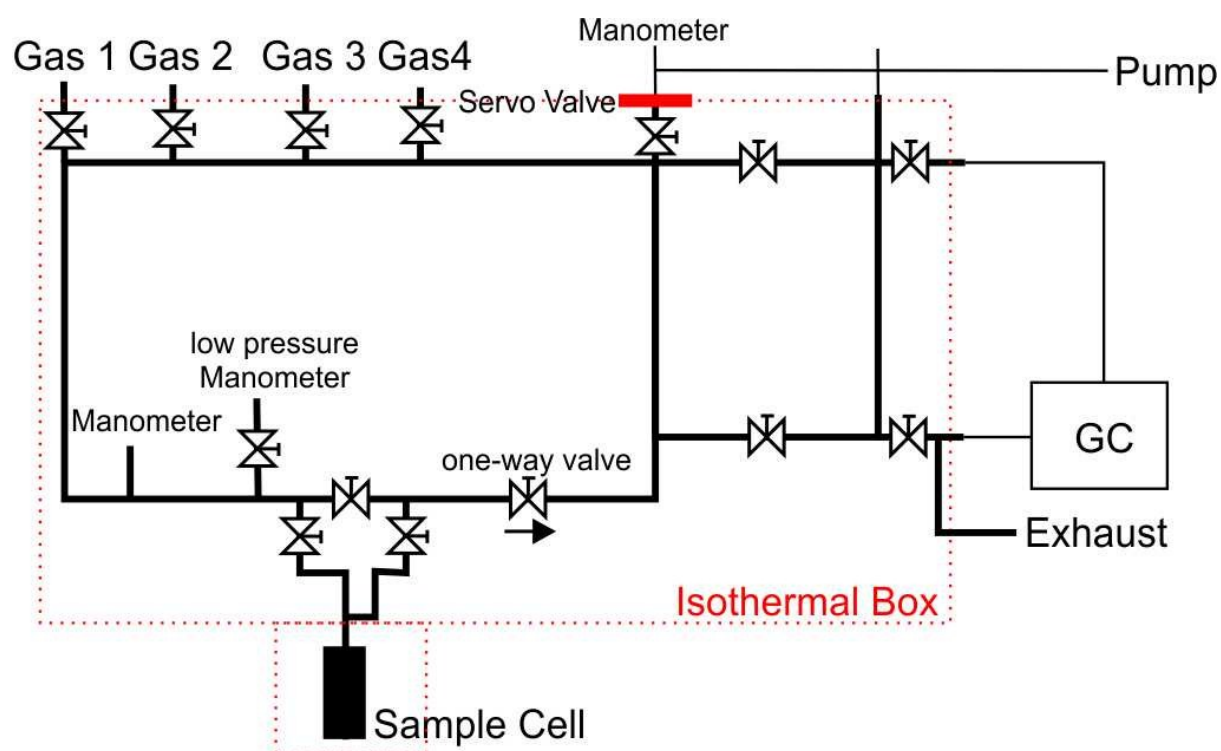 Manometer
Gas 1 Gas 2 Gas 3 Gas4
Pump
Servo Valve
low pressure
Manometer
Manometer
one-way valve
GC
Exhaust
Isothermal Box
Sample Cell